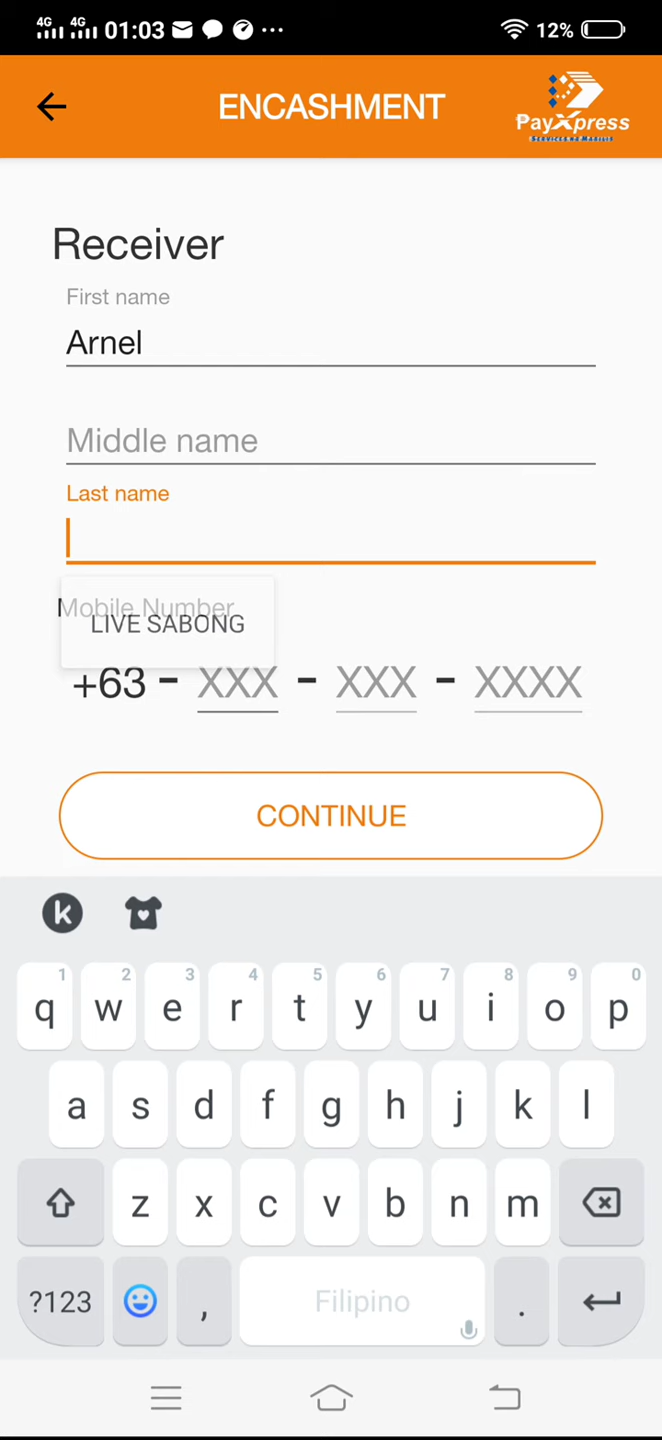 4G 4G 01:03 ... 12%
ENCASHMENT
PayXpress
Receiver
First name
Arnel
Middle name
Last name
Mobile Number
LIVE SABONG
+63 - XXX - XXX - XXXX
CONTINUE
k
1 2 3 4 5 6 7 8 9 0
q w e r t y u i o p
a s d f g h j k l
z x c v b n m
?123 , Filipino .